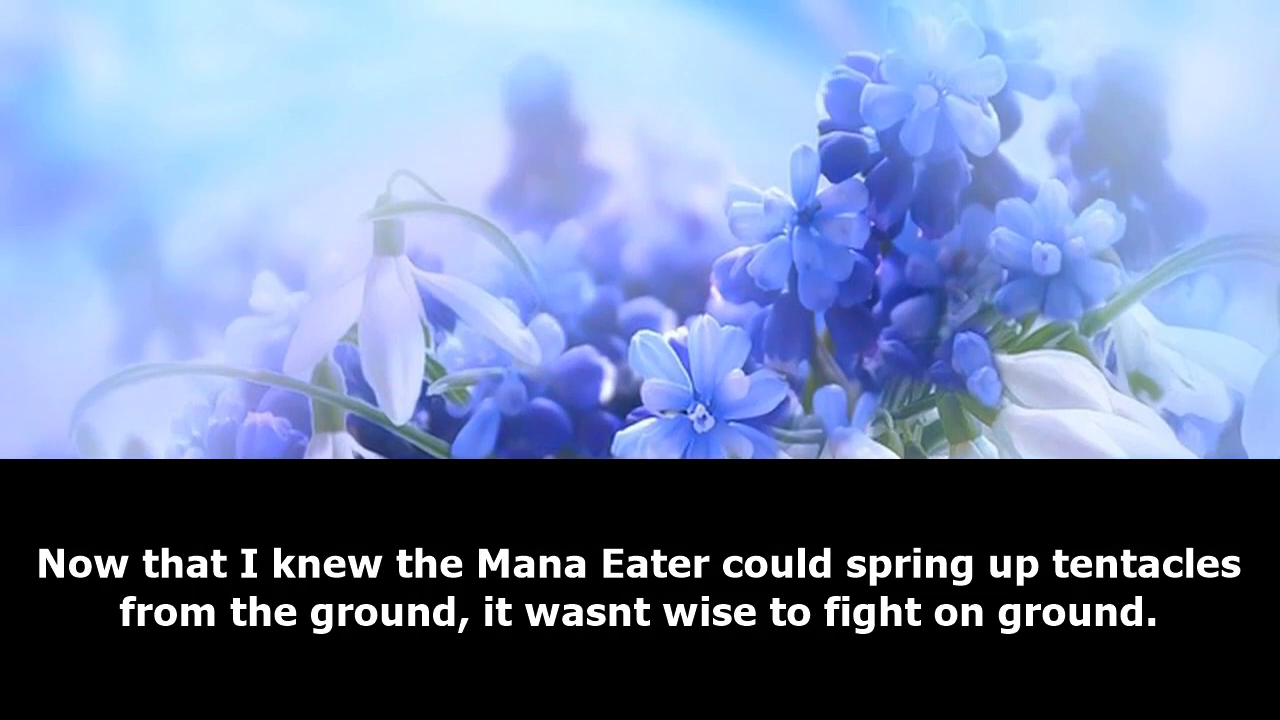 Now that I knew the Mana Eater could spring up tentacles
from the ground, it wasnt wise to fight on ground.